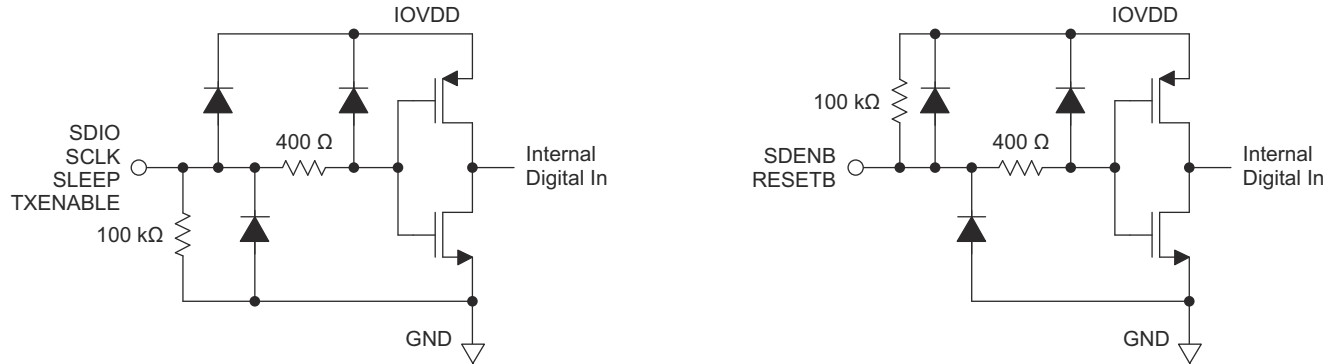 IOVDD
400 Ω
SDIO
SCLK
SLEEP
TXENABLE
100 kΩ
Internal
Digital In
GND
IOVDD
100 kΩ
400 Ω
SDENB
RESETB
Internal
Digital In
GND